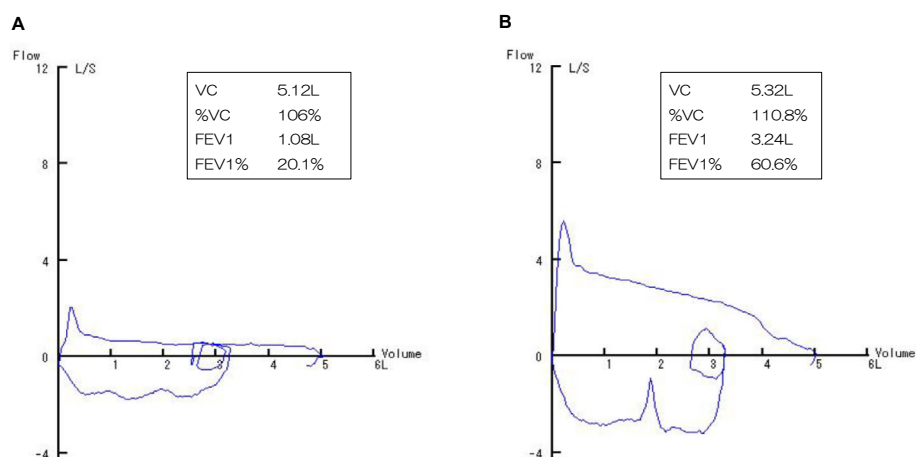 A
Flow
12
L/S
VC 5.12L
%VC 106%
FEV1 1.08L
FEV1% 20.1%
8
4
0
1 2 3 4 5 6L
Volume
-4
B
Flow
12
L/S
VC 5.32L
%VC 110.8%
FEV1 3.24L
FEV1% 60.6%
8
4
0
1 2 3 4 5 6L
Volume
-4